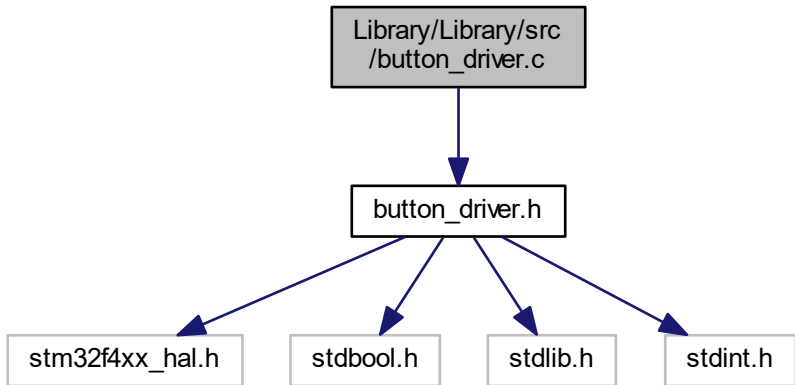 Library/Library/src
/button_driver.c
button_driver.h
stm32f4xx_hal.h
stdbool.h
stdlib.h
stdint.h